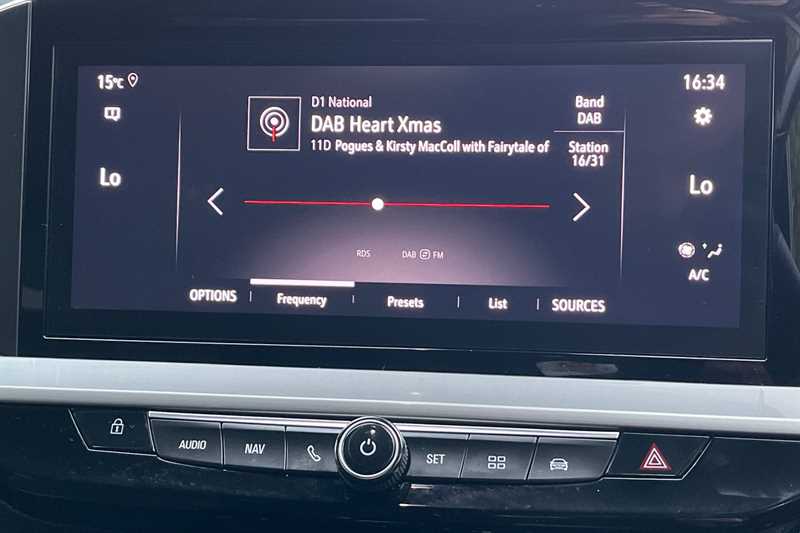 15°C
16:34
D1 National
DAB Heart Xmas
11D Pogues & Kirsty MacColl with Fairytale of
Band
DAB
Station
16/31
Lo
Lo
RDS
DAB FM
A/C
OPTIONS
Frequency
Presets
List
SOURCES
AUDIO
NAV
SET